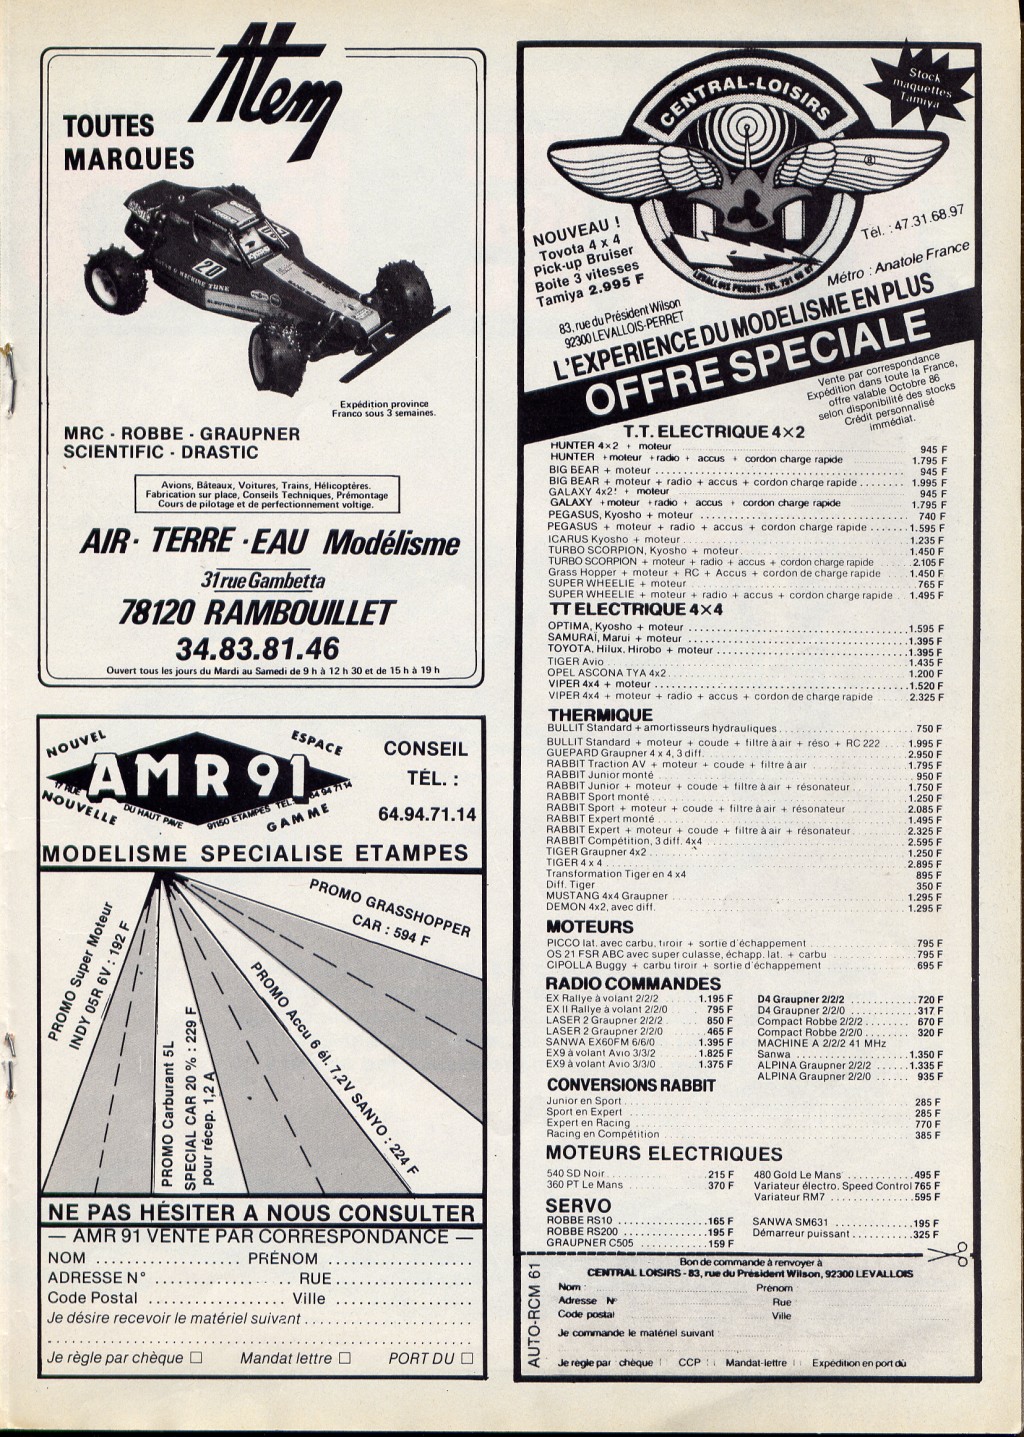 Atem
TOUTES
MARQUES
20
Expédition province
Franco sous 3 semaines.
MRC - ROBBE - GRAUPNER
SCIENTIFIC - DRASTIC
Avions, Bâteaux, Voitures, Trains, Hélicoptères.
Fabrication sur place, Conseils Techniques, Prémontage
Cours de pilotage et de perfectionnement voltige.
AIR · TERRE · EAU Modélisme
31 rue Gambetta
78120 RAMBOUILLET
34.83.81.46
Ouvert tous les jours du Mardi au Samedi de 9 h à 12 h 30 et de 15 h à 19 h
NOUVEL ESPACE
AMR 91
NOUVELLE GAMME
17 RUE DU HAUT PAVE 91150 ETAMPES TEL. 64 94 71 14
CONSEIL
TÉL. :
64.94.71.14
MODELISME SPECIALISE ETAMPES
PROMO Super Moteur
INDY 05R 6V : 192 F
PROMO Carburant 5L
SPECIAL CAR 20 % : 229 F
pour récep. 1,2 A
PROMO Accu 6 él. 7,2V SANYO : 224 F
PROMO GRASSHOPPER
CAR : 594 F
NE PAS HÉSITER A NOUS CONSULTER
— AMR 91 VENTE PAR CORRESPONDANCE —
NOM ..................... PRÉNOM .....................
ADRESSE N° ..................... RUE .....................
Code Postal ..................... Ville .....................
Je désire recevoir le matériel suivant .....................
Je règle par chèque □ Mandat lettre □ PORT DU □
Stock
maquettes
Tamiya
CENTRAL-LOISIRS
®
LEVALLOIS PERRET - TEL. 731 68 97
NOUVEAU !
Toyota 4 x 4
Pick-up Bruiser
Boite 3 vitesses
Tamiya 2.995 F
Tél. : 47.31.68.97
Métro : Anatole France
83, rue du Président Wilson
92300 LEVALLOIS-PERRET
L'EXPERIENCE DU MODELISME EN PLUS
OFFRE SPECIALE
Vente par correspondance
Expédition dans toute la France,
offre valable Octobre 86
selon disponibilité des stocks
Crédit personnalisé
immédiat.
T.T. ELECTRIQUE 4×2
HUNTER 4×2 + moteur 945 F
HUNTER + moteur + radio + accus + cordon charge rapide 1.795 F
BIG BEAR + moteur 945 F
BIG BEAR + moteur + radio + accus + cordon charge rapide 1.995 F
GALAXY 4x2! + moteur 945 F
GALAXY + moteur + radio + accus + cordon charge rapide 1.795 F
PEGASUS, Kyosho + moteur 740 F
PEGASUS + moteur + radio + accus + cordon charge rapide 1.595 F
ICARUS Kyosho + moteur 1.235 F
TURBO SCORPION, Kyosho + moteur 1.450 F
TURBO SCORPION + moteur + radio + accus + cordon charge rapide 2.105 F
Grass Hopper + moteur + RC + Accus + cordon de charge rapide 1.450 F
SUPER WHEELIE + moteur 765 F
SUPER WHEELIE + moteur + radio + accus + cordon charge rapide 1.495 F
TT ELECTRIQUE 4×4
OPTIMA, Kyosho + moteur 1.595 F
SAMURAÏ, Marui + moteur 1.395 F
TOYOTA, Hilux, Hirobo + moteur 1.395 F
TIGER Avio 1.435 F
OPEL ASCONA TYA 4x2 1.200 F
VIPER 4x4 + moteur 1.520 F
VIPER 4x4 + moteur + radio + accus + cordon de charge rapide 2.325 F
THERMIQUE
BULLIT Standard + amortisseurs hydrauliques 750 F
BULLIT Standard + moteur + coude + filtre à air + réso + RC 222 1.995 F
GUEPARD Graupner 4 x 4, 3 diff. 2.950 F
RABBIT Traction AV + moteur + coude + filtre à air 1.795 F
RABBIT Junior monté 950 F
RABBIT Junior + moteur + coude + filtre à air + résonateur 1.750 F
RABBIT Sport monté 1.250 F
RABBIT Sport + moteur + coude + filtre à air + résonateur 2.085 F
RABBIT Expert monté 1.495 F
RABBIT Expert + moteur + coude + filtre à air + résonateur 2.325 F
RABBIT Compétition, 3 diff. 4x4 2.595 F
TIGER Graupner 4x2 1.250 F
TIGER 4 x 4 2.895 F
Transformation Tiger en 4 x4 895 F
Diff. Tiger 350 F
MUSTANG 4x4 Graupner 1.295 F
DEMON 4x2, avec diff. 1.295 F
MOTEURS
PICCO lat. avec carbu. tiroir + sortie d'échappement 795 F
OS 21 FSR ABC avec super culasse, échapp. lat. + carbu 795 F
CIPOLLA Buggy + carbu tiroir + sortie d'échappement 695 F
RADIO COMMANDES
EX Rallye à volant 2/2/2 1.195 F
EX II Rallye à volant 2/2/0 795 F
LASER 2 Graupner 2/2/2 850 F
LASER 2 Graupner 2/2/0 465 F
SANWA EX60FM 6/6/0 1.395 F
EX9 à volant Avio 3/3/2 1.825 F
EX9 à volant Avio 3/3/0 1.375 F
D4 Graupner 2/2/2 720 F
D4 Graupner 2/2/0 317 F
Compact Robbe 2/2/2 670 F
Compact Robbe 2/2/0 320 F
MACHINE A 2/2/2 41 MHz
Sanwa 1.350 F
ALPINA Graupner 2/2/2 1.335 F
ALPINA Graupner 2/2/0 935 F
CONVERSIONS RABBIT
Junior en Sport 285 F
Sport en Expert 285 F
Expert en Racing 770 F
Racing en Compétition 385 F
MOTEURS ELECTRIQUES
540 SD Noir 215 F
360 PT Le Mans 370 F
480 Gold Le Mans 495 F
Variateur électro. Speed Control 765 F
Variateur RM7 595 F
SERVO
ROBBE RS10 165 F
ROBBE RS200 195 F
GRAUPNER C505 159 F
SANWA SM631 195 F
Démarreur puissant 325 F
AUTO-RCM 61
Bon de commande à renvoyer à
CENTRAL LOISIRS - 83, rue du Président Wilson, 92300 LEVALLOIS
Nom : Prénom
Adresse N° Rue
Code postal Ville
Je commande le matériel suivant :
Je règle par chèque CCP Mandat-lettre Expédition en port dû